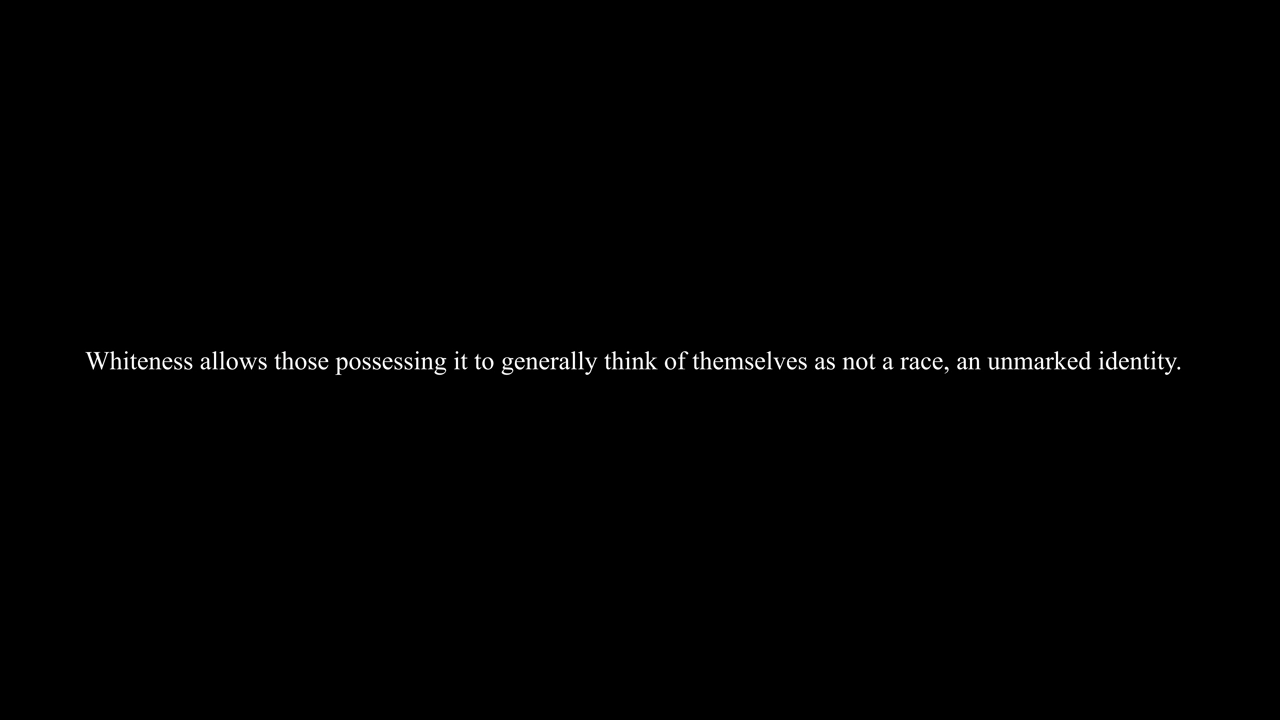 Whiteness allows those possessing it to generally think of themselves as not a race, an unmarked identity.